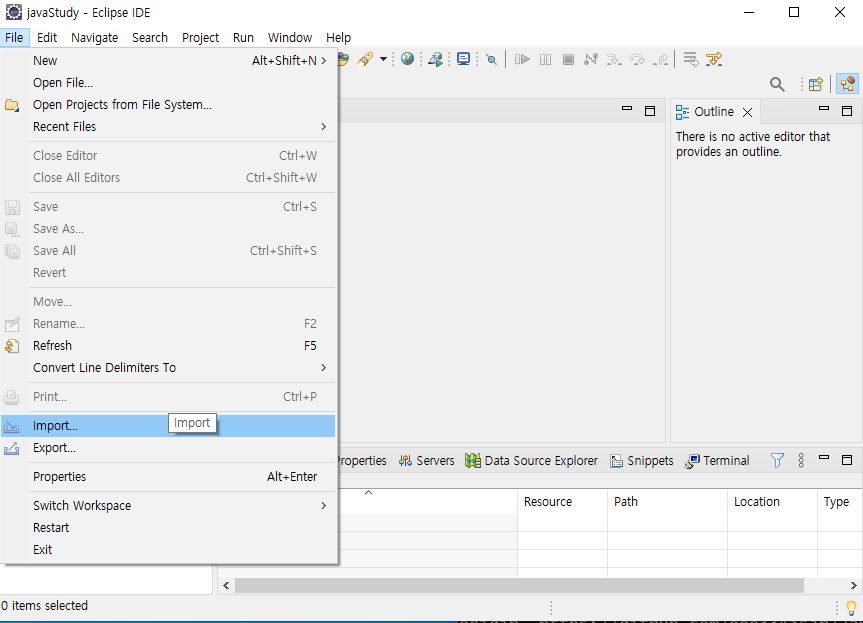 javaStudy - Eclipse IDE
File Edit Navigate Search Project Run Window Help
New Alt+Shift+N
Open File...
Open Projects from File System...
Recent Files
Close Editor Ctrl+W
Close All Editors Ctrl+Shift+W
Save Ctrl+S
Save As...
Save All Ctrl+Shift+S
Revert
Move...
Rename... F2
Refresh F5
Convert Line Delimiters To
Print... Ctrl+P
Import...
Import
Export...
Properties Alt+Enter
Switch Workspace
Restart
Exit
Outline
There is no active editor that
provides an outline.
Properties Servers Data Source Explorer Snippets Terminal
Resource Path Location Type
0 items selected